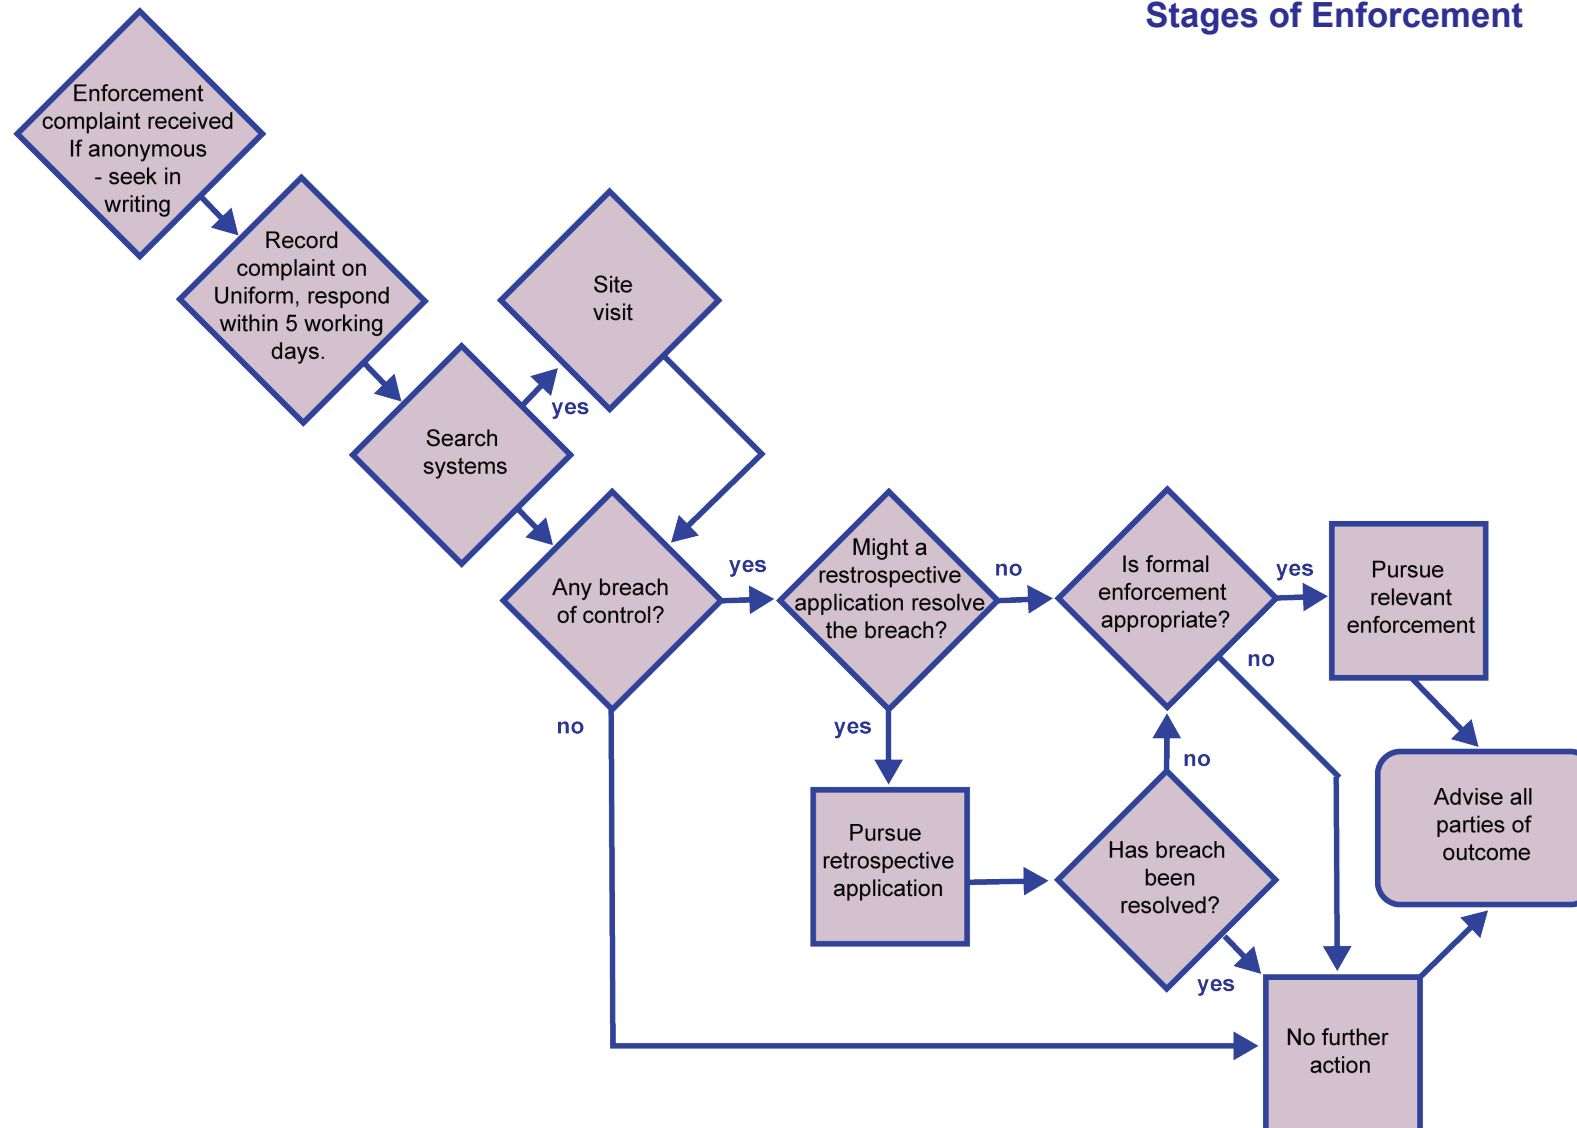 Stages of Enforcement
Enforcement
complaint received
If anonymous
- seek in
writing
Record
complaint on
Uniform, respond
within 5 working
days.
Search
systems
yes
Site
visit
Any breach
of control?
yes
no
Might a
restrospective
application resolve
the breach?
no
yes
Is formal
enforcement
appropriate?
yes
no
Pursue
relevant
enforcement
Pursue
retrospective
application
Has breach
been
resolved?
no
yes
Advise all
parties of
outcome
No further
action